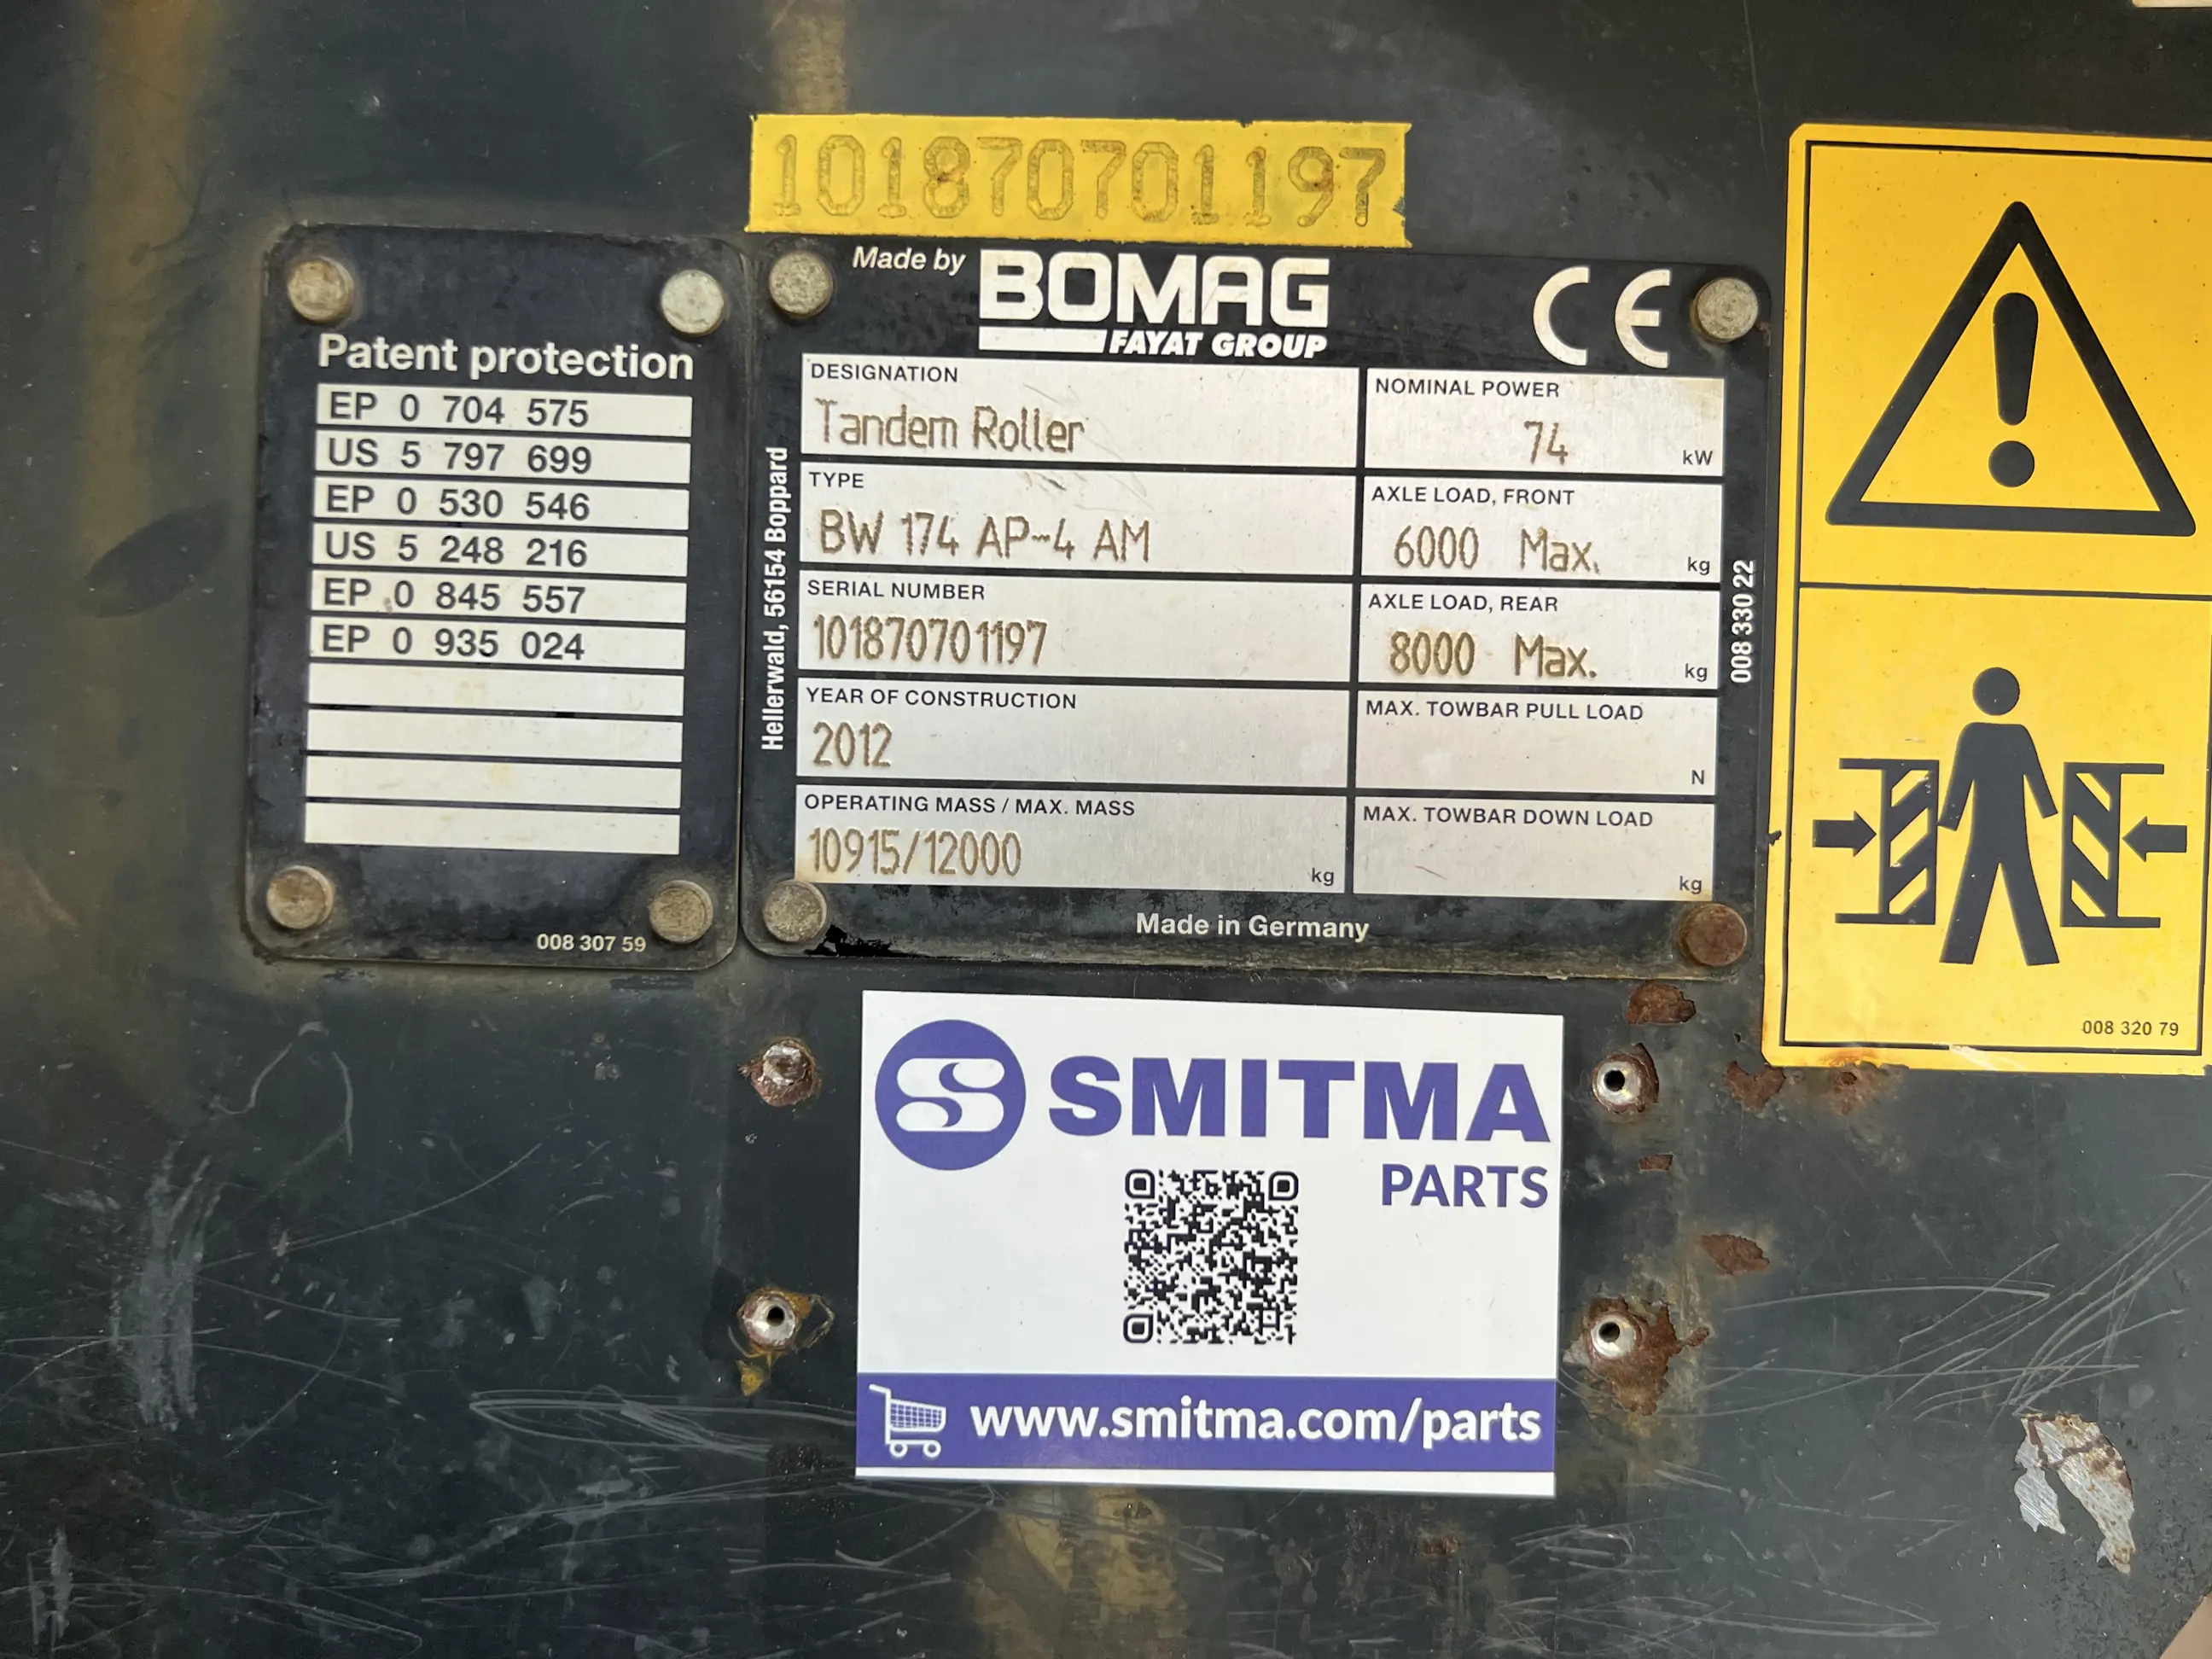 101870701197
Patent protection
EP 0 704 575
US 5 797 699
EP 0 530 546
US 5 248 216
EP 0 845 557
EP 0 935 024
008 307 59
Made by BOMAG
FAYAT GROUP
CE
Hellerwald, 56154 Boppard
DESIGNATION
Tandem Roller
NOMINAL POWER
74 kW
TYPE
BW 174 AP-4 AM
AXLE LOAD, FRONT
6000 Max. kg
SERIAL NUMBER
101870701197
AXLE LOAD, REAR
8000 Max. kg
YEAR OF CONSTRUCTION
2012
MAX. TOWBAR PULL LOAD
N
OPERATING MASS / MAX. MASS
10915/12000 kg
MAX. TOWBAR DOWN LOAD
kg
008 330 22
Made in Germany
008 320 79
SMITMA
PARTS
www.smitma.com/parts